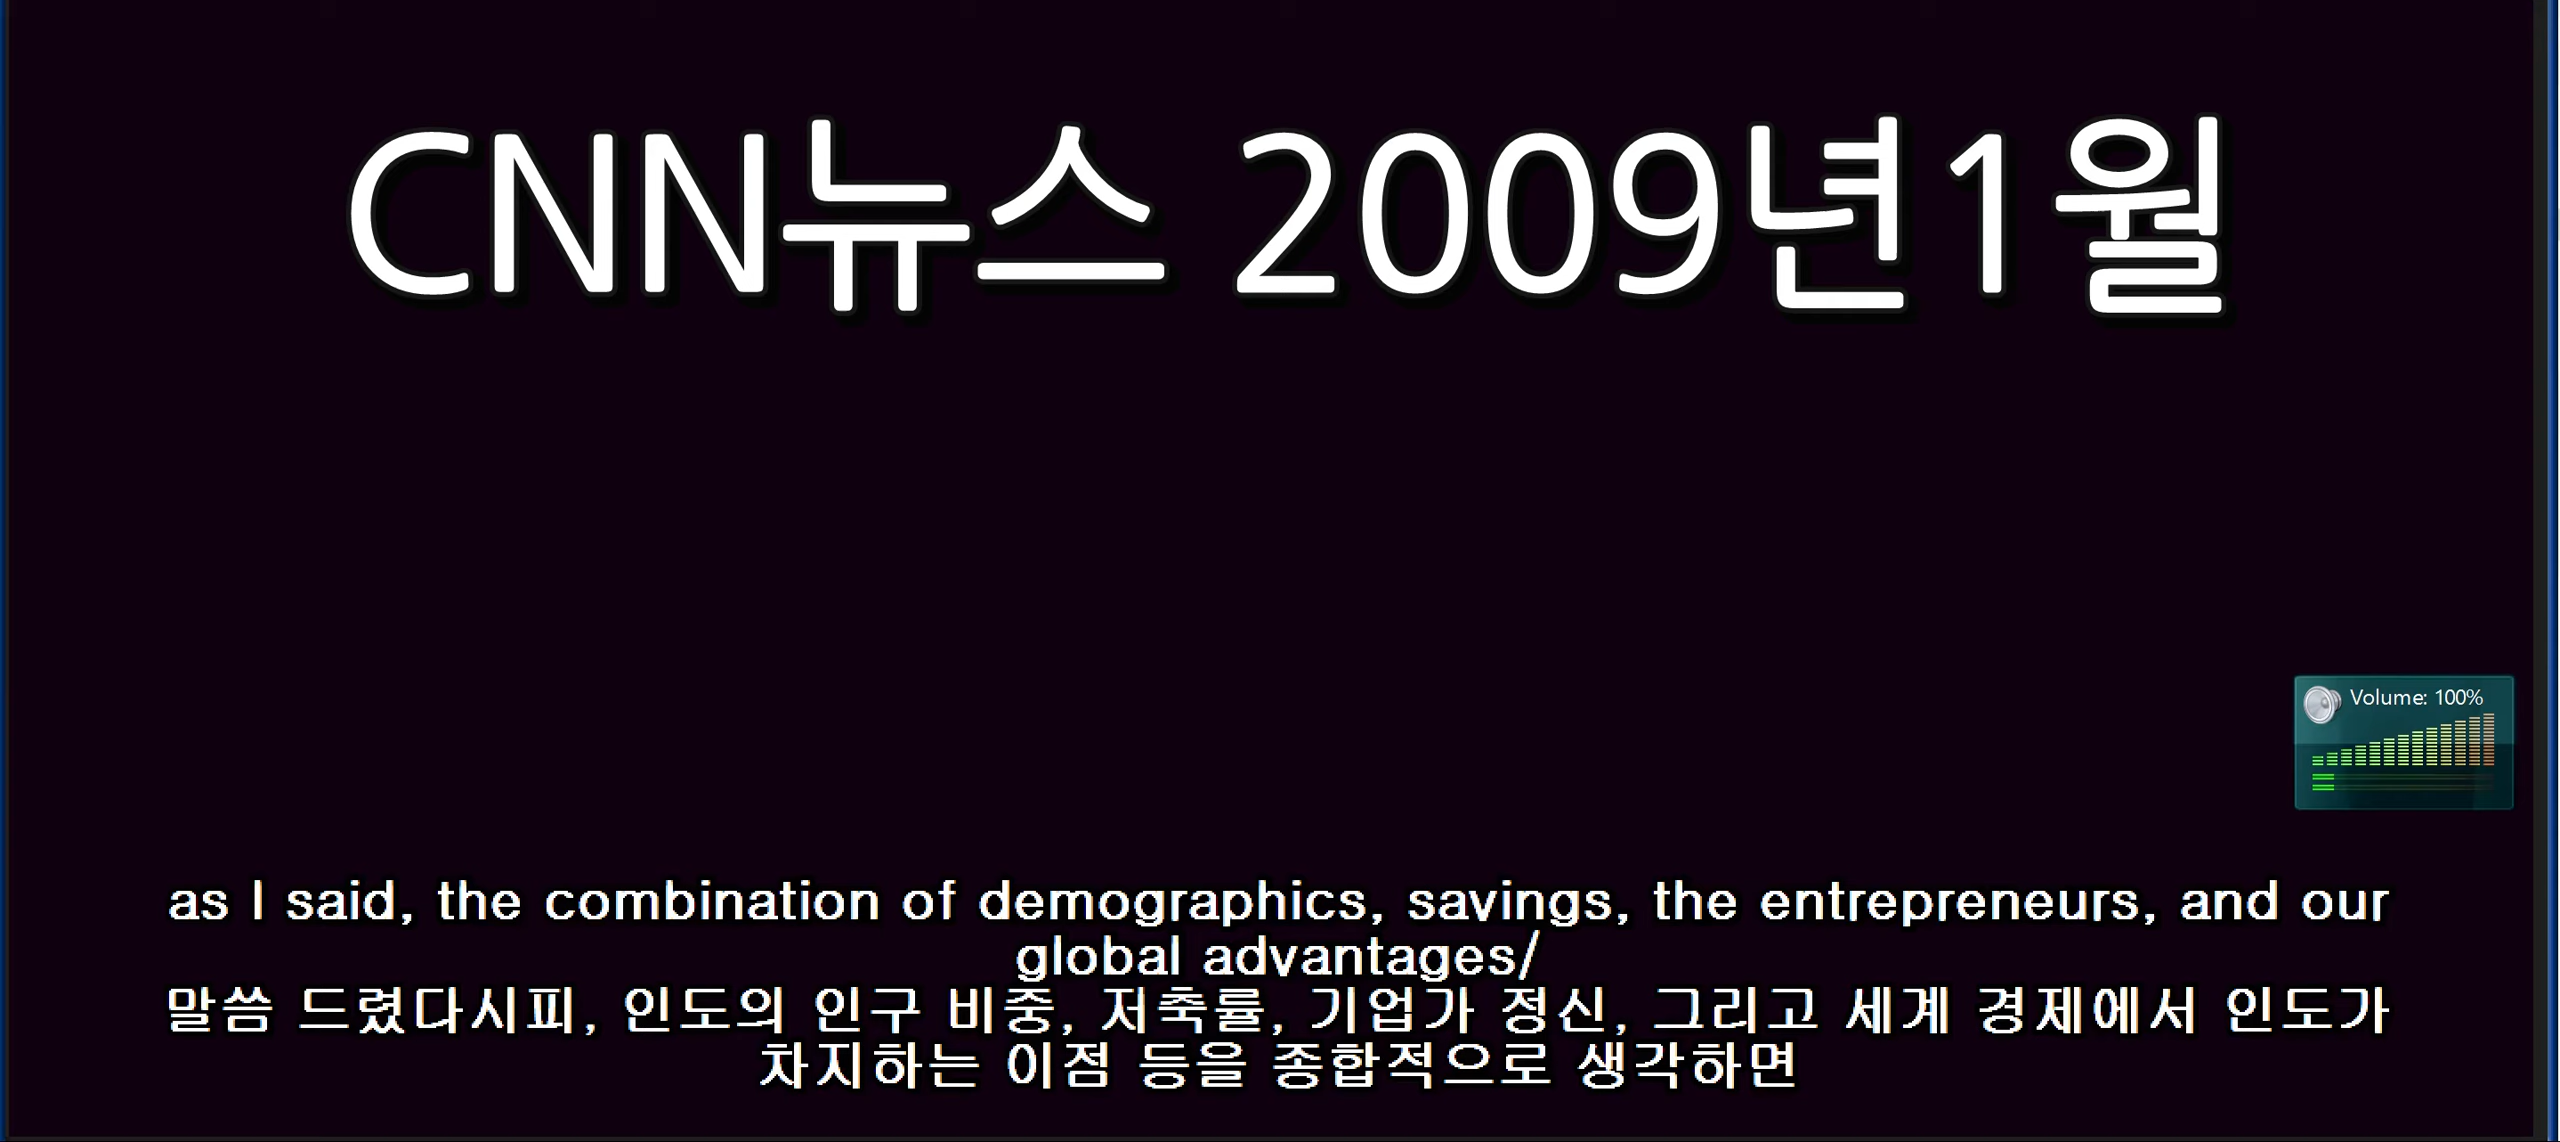 CNN뉴스 2009년1월
Volume: 100%
as I said, the combination of demographics, savings, the entrepreneurs, and our
global advantages/
말씀 드렸다시피, 인도의 인구 비중, 저축률, 기업가 정신, 그리고 세계 경제에서 인도가
차지하는 이점 등을 종합적으로 생각하면